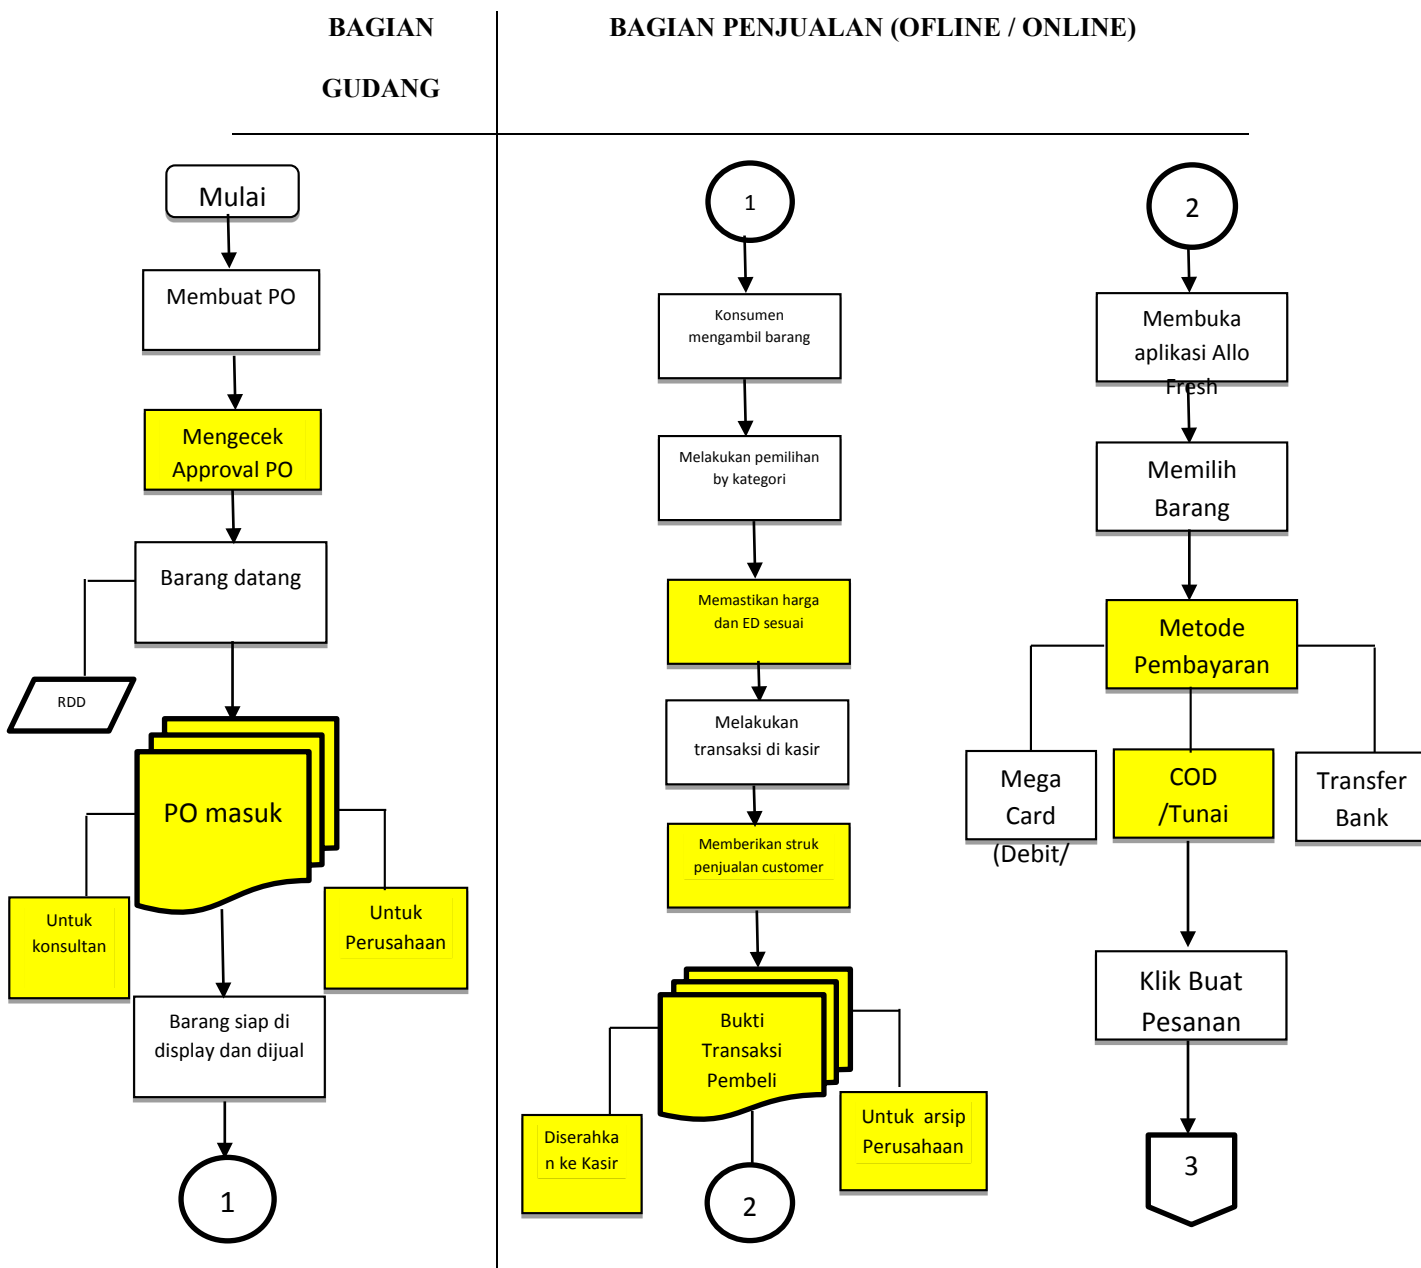 BAGIAN
GUDANG
BAGIAN PENJUALAN (OFLINE / ONLINE)
Mulai
Membuat PO
Mengecek
Approval PO
Barang datang
RDD
PO masuk
Untuk
konsultan
Untuk
Perusahaan
Barang siap di
display dan dijual
1
1
Konsumen
mengambil barang
Melakukan pemilihan
by kategori
Memastikan harga
dan ED sesuai
Melakukan
transaksi di kasir
Memberikan struk
penjualan customer
Bukti
Transaksi
Pembeli
Diserahka
n ke Kasir
Untuk arsip
Perusahaan
2
2
Membuka
aplikasi Allo
Fresh
Memilih
Barang
Metode
Pembayaran
Mega
Card
(Debit/
COD
/Tunai
Transfer
Bank
Klik Buat
Pesanan
3